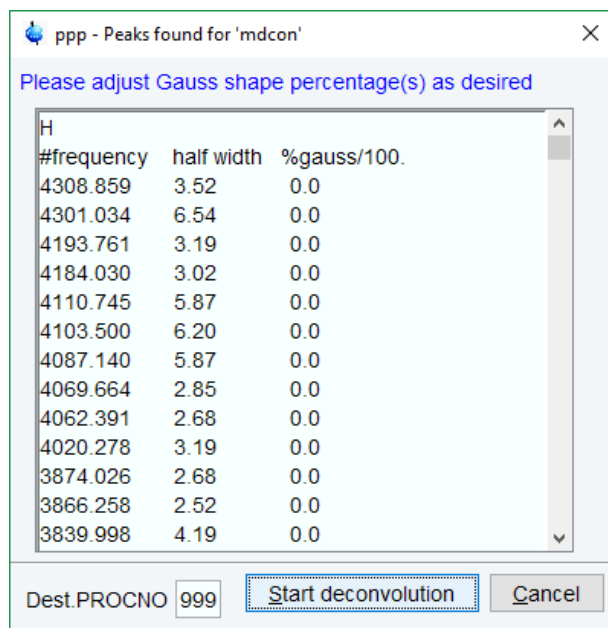 ppp - Peaks found for 'mdcon'
Please adjust Gauss shape percentage(s) as desired
H
#frequency half width %gauss/100.
4308.859 3.52 0.0
4301.034 6.54 0.0
4193.761 3.19 0.0
4184.030 3.02 0.0
4110.745 5.87 0.0
4103.500 6.20 0.0
4087.140 5.87 0.0
4069.664 2.85 0.0
4062.391 2.68 0.0
4020.278 3.19 0.0
3874.026 2.68 0.0
3866.258 2.52 0.0
3839.998 4.19 0.0
Dest.PROCNO 999 Start deconvolution Cancel